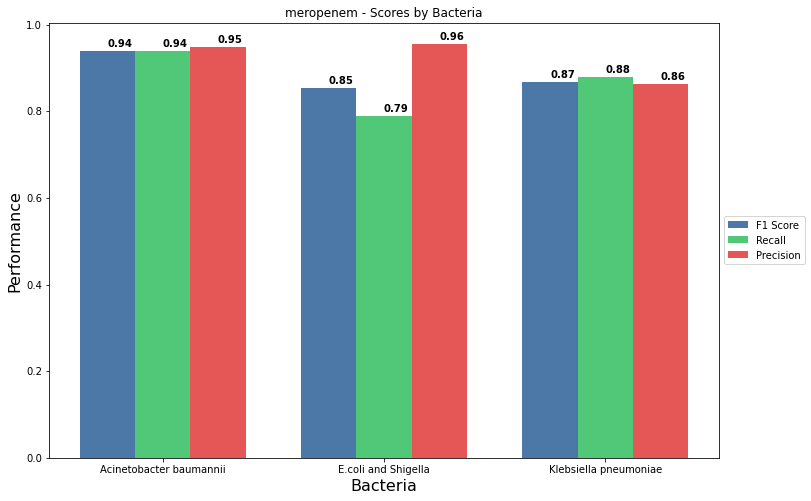 meropenem - Scores by Bacteria
1.0
0.8
0.6
0.4
0.2
0.0
Performance
0.94
0.94
0.95
0.85
0.79
0.96
0.87
0.88
0.86
Acinetobacter baumannii
E.coli and Shigella
Klebsiella pneumoniae
Bacteria
F1 Score
Recall
Precision